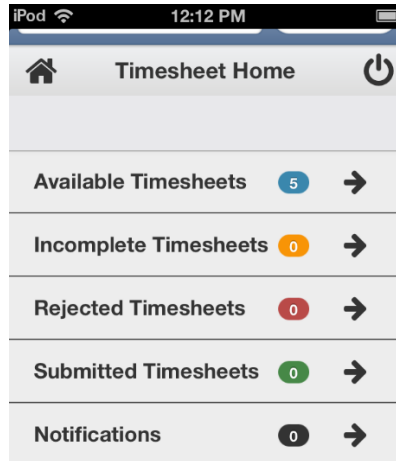 iPod 12:12 PM
Timesheet Home
Available Timesheets 5
Incomplete Timesheets 0
Rejected Timesheets 0
Submitted Timesheets 0
Notifications 0